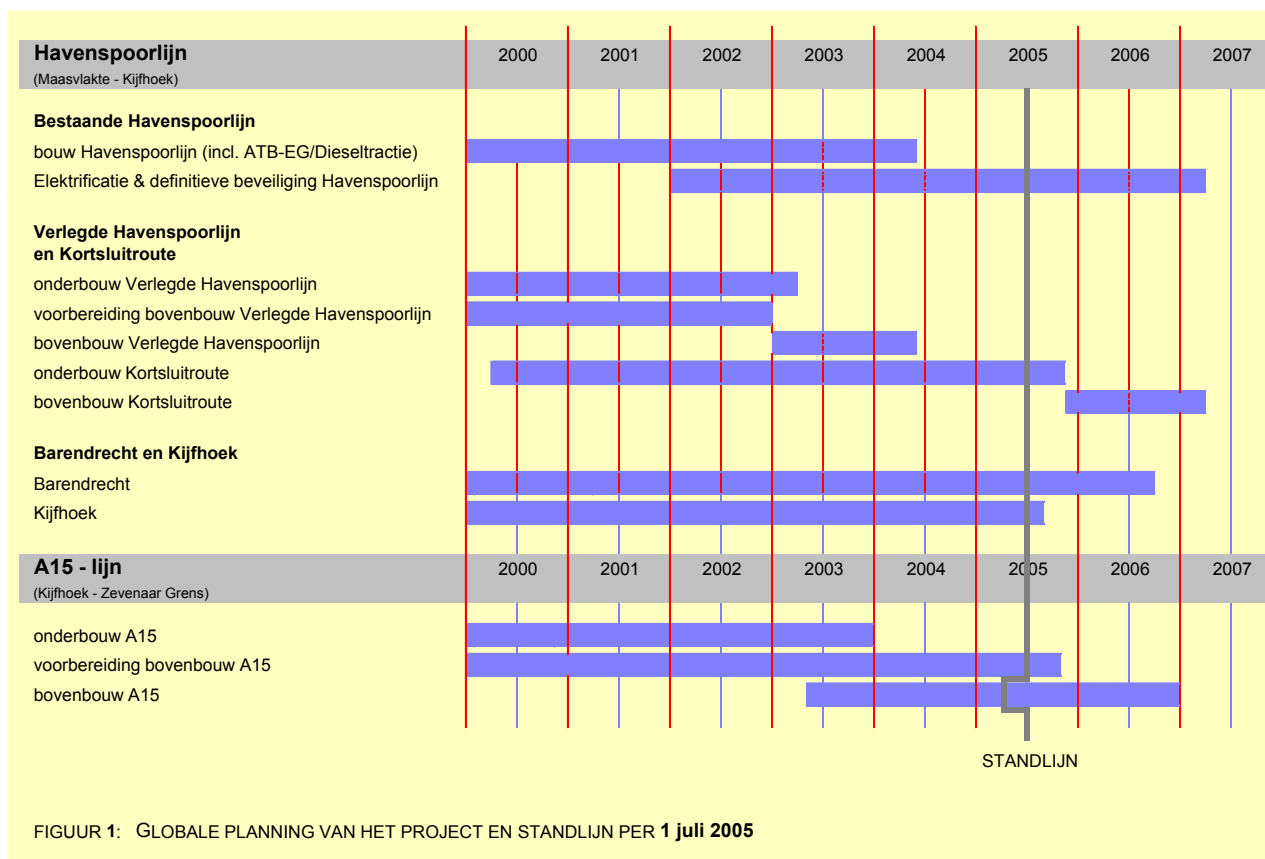 Havenspoorlijn 2000 2001 2002 2003 2004 2005 2006 2007
(Maasvlakte - Kijfhoek)
Bestaande Havenspoorlijn
bouw Havenspoorlijn (incl. ATB-EG/Dieseltractie)
Elektrificatie & definitieve beveiliging Havenspoorlijn
Verlegde Havenspoorlijn
en Kortsluitroute
onderbouw Verlegde Havenspoorlijn
voorbereiding bovenbouw Verlegde Havenspoorlijn
bovenbouw Verlegde Havenspoorlijn
onderbouw Kortsluitroute
bovenbouw Kortsluitroute
Barendrecht en Kijfhoek
Barendrecht
Kijfhoek
A15 - lijn 2000 2001 2002 2003 2004 2005 2006 2007
(Kijfhoek - Zevenaar Grens)
onderbouw A15
voorbereiding bovenbouw A15
bovenbouw A15
STANDLIJN
FIGUUR 1: GLOBALE PLANNING VAN HET PROJECT EN STANDLIJN PER 1 juli 2005